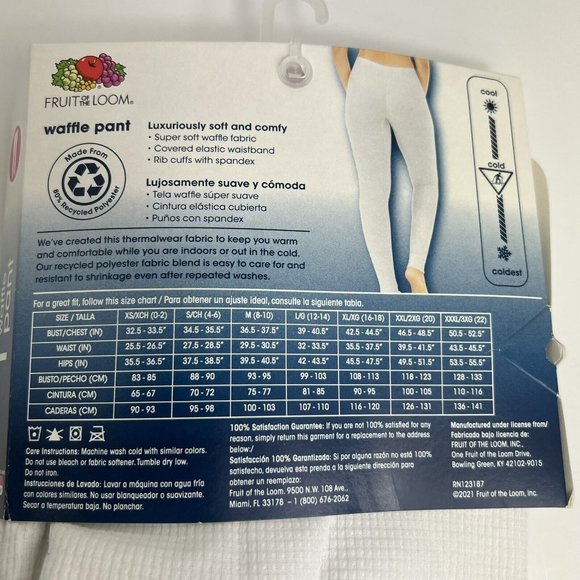 FRUIT OF THE LOOM®
waffle pant
Made From
60% Recycled Polyester
Luxuriously soft and comfy
• Super soft waffle fabric
• Covered elastic waistband
• Rib cuffs with spandex
Lujosamente suave y cómoda
• Tela waffle súper suave
• Cintura elástica cubierta
• Puños con spandex
cool
cold
coldest
We've created this thermalwear fabric to keep you warm
and comfortable while you are indoors or out in the cold.
Our recycled polyester fabric blend is easy to care for and
resistant to shrinkage even after repeated washes.
For a great fit, follow this size chart / Para obtener un ajuste ideal, consulte la siguiente tabla.
SIZE / TALLA XS/XCH (0-2) S/CH (4-6) M (8-10) L/G (12-14) XL/XG (16-18) XXL/2XG (20) XXXL/3XG (22)
BUST/CHEST (IN) 32.5 - 33.5" 34.5 - 35.5" 36.5 - 37.5" 39 - 40.5" 42.5 - 44.5" 46.5 - 48.5" 50.5 - 52.5"
WAIST (IN) 25.5 - 26.5" 27.5 - 28.5" 29.5 - 30.5" 32 - 33.5" 35.5 - 37.5" 39.5 - 41.5" 43.5 - 45.5"
HIPS (IN) 35.5 - 36.5" 37.5 - 38.5" 39.5 - 40.5" 42 - 43.5" 45.5 - 47.5" 49.5 - 51.5" 53.5 - 55.5"
BUSTO/PECHO (CM) 83 - 85 88 - 90 93 - 95 99 - 103 108 - 113 118 - 123 128 - 133
CINTURA (CM) 65 - 67 70 - 72 75 - 77 81 - 85 90 - 95 100 - 105 110 - 116
CADERAS (CM) 90 - 93 95 - 98 100 - 103 107 - 110 116 - 120 126 - 131 136 - 141
Care Instructions: Machine wash cold with similar colors.
Do not use bleach or fabric softener. Tumble dry low.
Do not iron.
Instrucciones de Lavado: Lavar a máquina con agua fría
con colores similares. No usar blanqueador o suavizante.
Secar a temperatura baja. No planchar.
100% Satisfaction Guarantee: If you are not 100% satisfied for any
reason, simply return this garment for a replacement to the address
below:/
Satisfacción 100% Garantizada: Si por alguna razón no está 100%
satisfecho, devuelva esta prenda a la siguiente dirección para
obtener un reemplazo:
Fruit of the Loom. 9500 N.W. 108 Ave.,
Miami, FL 33178 – 1 (800) 676-2062
Manufactured under license from/
Fabricado bajo licencia de:
FRUIT OF THE LOOM, INC.,
One Fruit of the Loom Drive,
Bowling Green, KY 42102-9015
RN123187
©2021 Fruit of the Loom, Inc.
pant